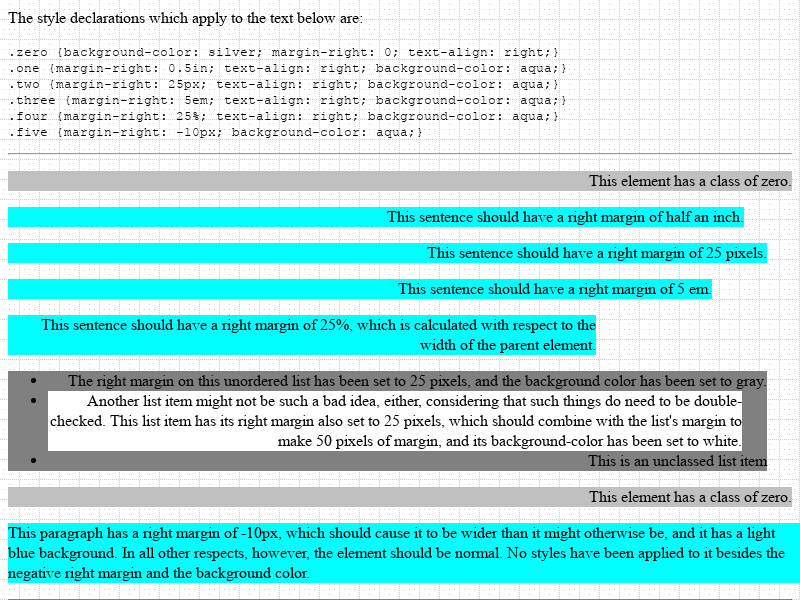 The style declarations which apply to the text below are:
.zero {background-color: silver; margin-right: 0; text-align: right;}
.one {margin-right: 0.5in; text-align: right; background-color: aqua;}
.two {margin-right: 25px; text-align: right; background-color: aqua;}
.three {margin-right: 5em; text-align: right; background-color: aqua;}
.four {margin-right: 25%; text-align: right; background-color: aqua;}
.five {margin-right: -10px; background-color: aqua;}
This element has a class of zero.
This sentence should have a right margin of half an inch.
This sentence should have a right margin of 25 pixels.
This sentence should have a right margin of 5 em.
This sentence should have a right margin of 25%, which is calculated with respect to the
width of the parent element.
The right margin on this unordered list has been set to 25 pixels, and the background color has been set to gray.
Another list item might not be such a bad idea, either, considering that such things do need to be double-
checked. This list item has its right margin also set to 25 pixels, which should combine with the list's margin to
make 50 pixels of margin, and its background-color has been set to white.
This is an unclassed list item
This element has a class of zero.
This paragraph has a right margin of -10px, which should cause it to be wider than it might otherwise be, and it has a light
blue background. In all other respects, however, the element should be normal. No styles have been applied to it besides the
negative right margin and the background color.